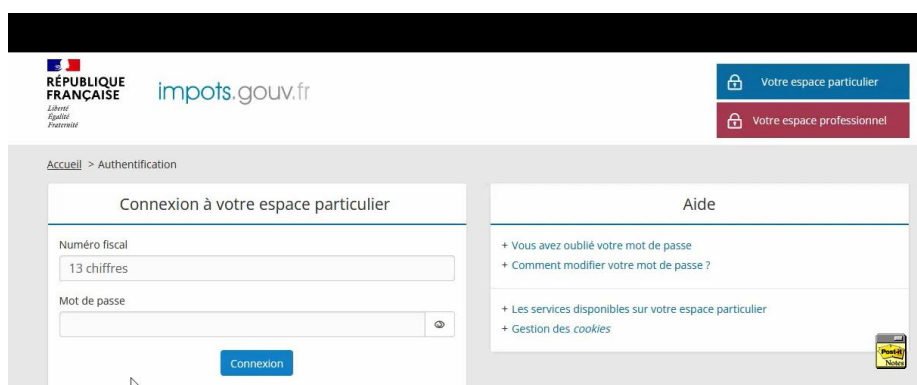 RÉPUBLIQUE
FRANÇAISE
Liberté
Égalité
Fraternité
impots.gouv.fr
Votre espace particulier
Votre espace professionnel
Accueil > Authentification
Connexion à votre espace particulier
Numéro fiscal
13 chiffres
Mot de passe
Connexion
Aide
+ Vous avez oublié votre mot de passe
+ Comment modifier votre mot de passe ?
+ Les services disponibles sur votre espace particulier
+ Gestion des cookies
Post-it
Notes